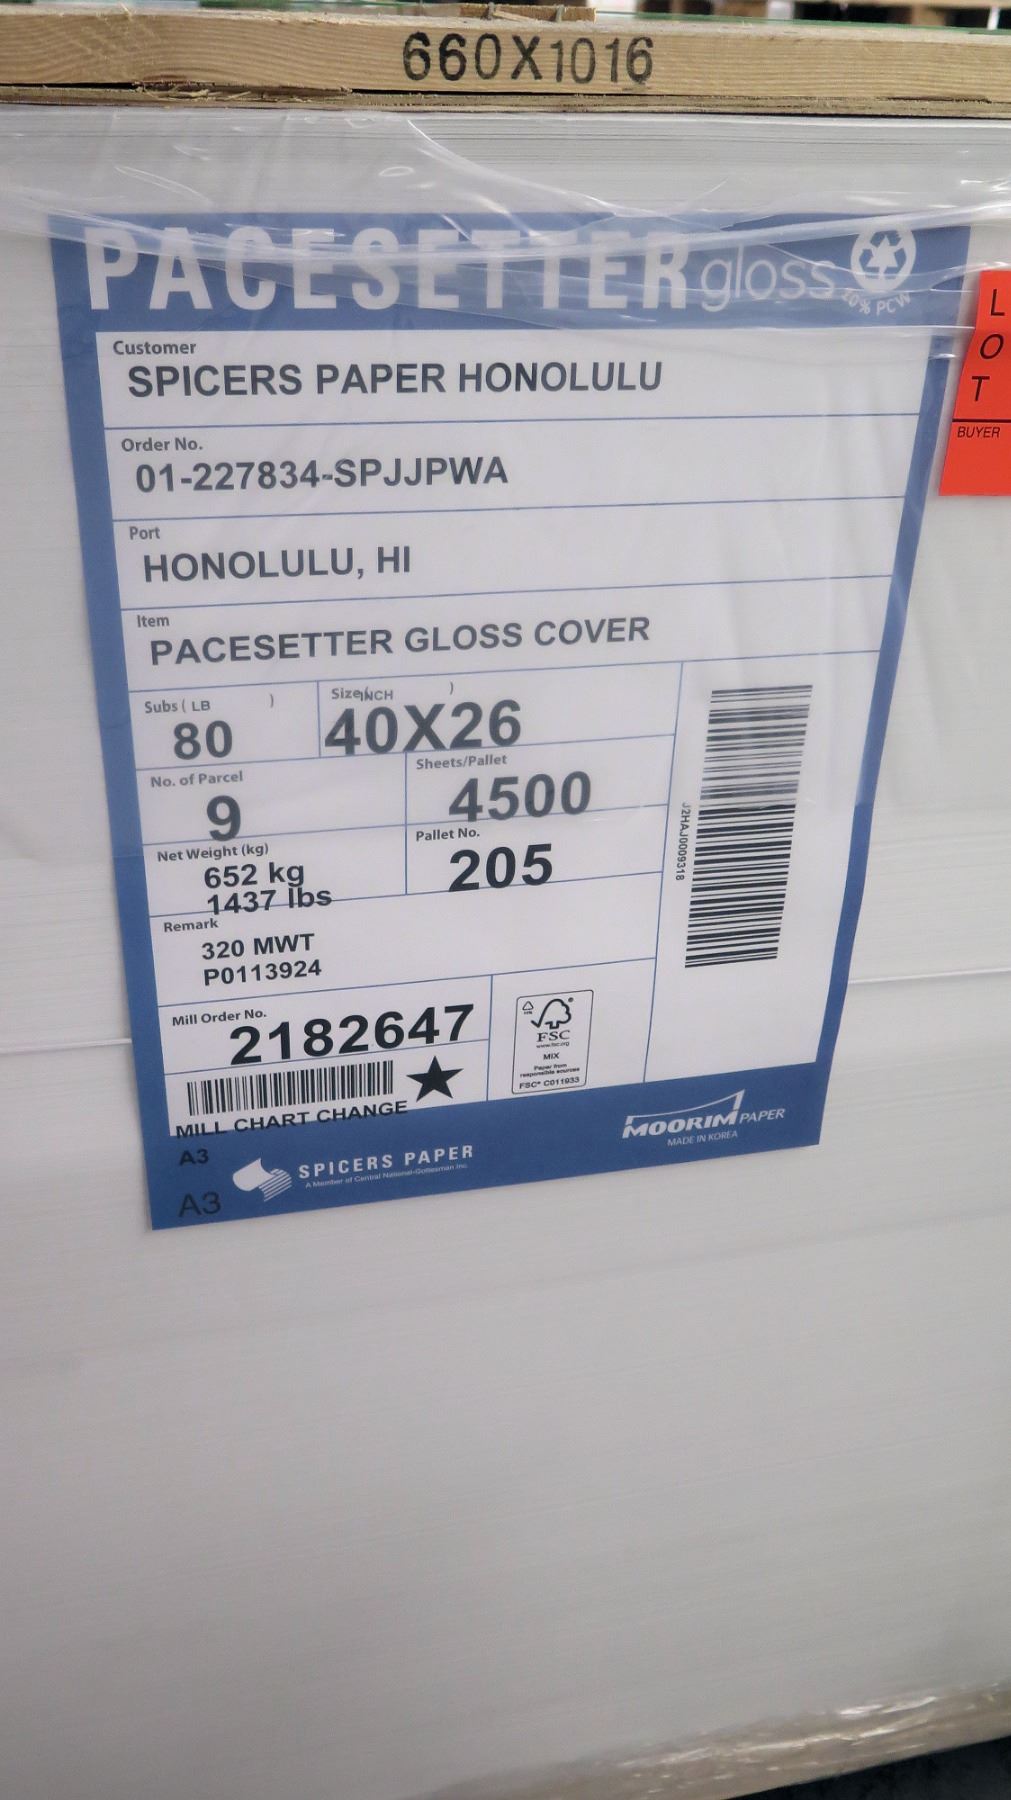 660X1016
PACESETTER gloss
10% PCW
L
O
T
BUYER
Customer
SPICERS PAPER HONOLULU
Order No.
01-227834-SPJJPWA
Port
HONOLULU, HI
Item
PACESETTER GLOSS COVER
Subs ( LB )
80
Size( INCH )
40X26
No. of Parcel
9
Sheets/Pallet
4500
Net Weight (kg)
652 kg
1437 lbs
Pallet No.
205
J2HAJ0009318
Remark
320 MWT
P0113924
Mill Order No.
2182647
MILL CHART CHANGE
FSC
www.fsc.org
MIX
Paper from
responsible sources
FSC® C011933
A3
A3
SPICERS PAPER
A Member of Central National-Gottesman Inc.
MOORIM PAPER
MADE IN KOREA